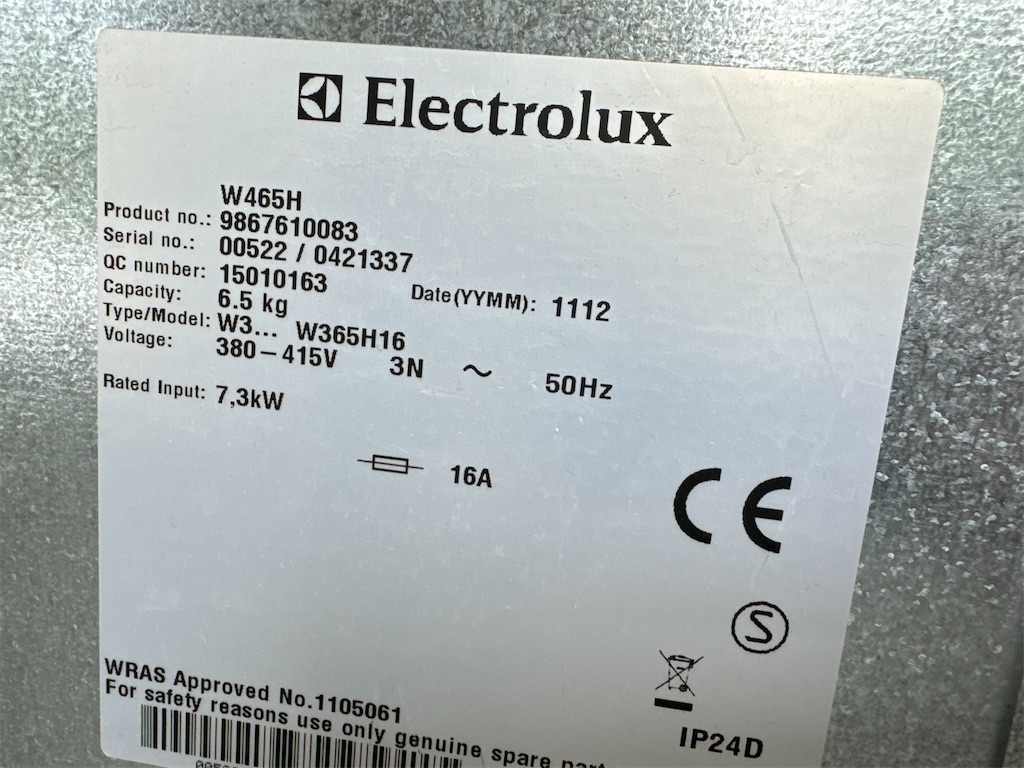 Electrolux
W465H
Product no.: 9867610083
Serial no.: 00522 / 0421337
QC number: 15010163 Date(YYMM): 1112
Capacity: 6.5 kg
Type/Model: W3... W365H16
Voltage: 380–415V 3N ~ 50Hz
Rated Input: 7,3kW
16A
CE
S
WRAS Approved No.1105061
For safety reasons use only genuine spare
IP24D